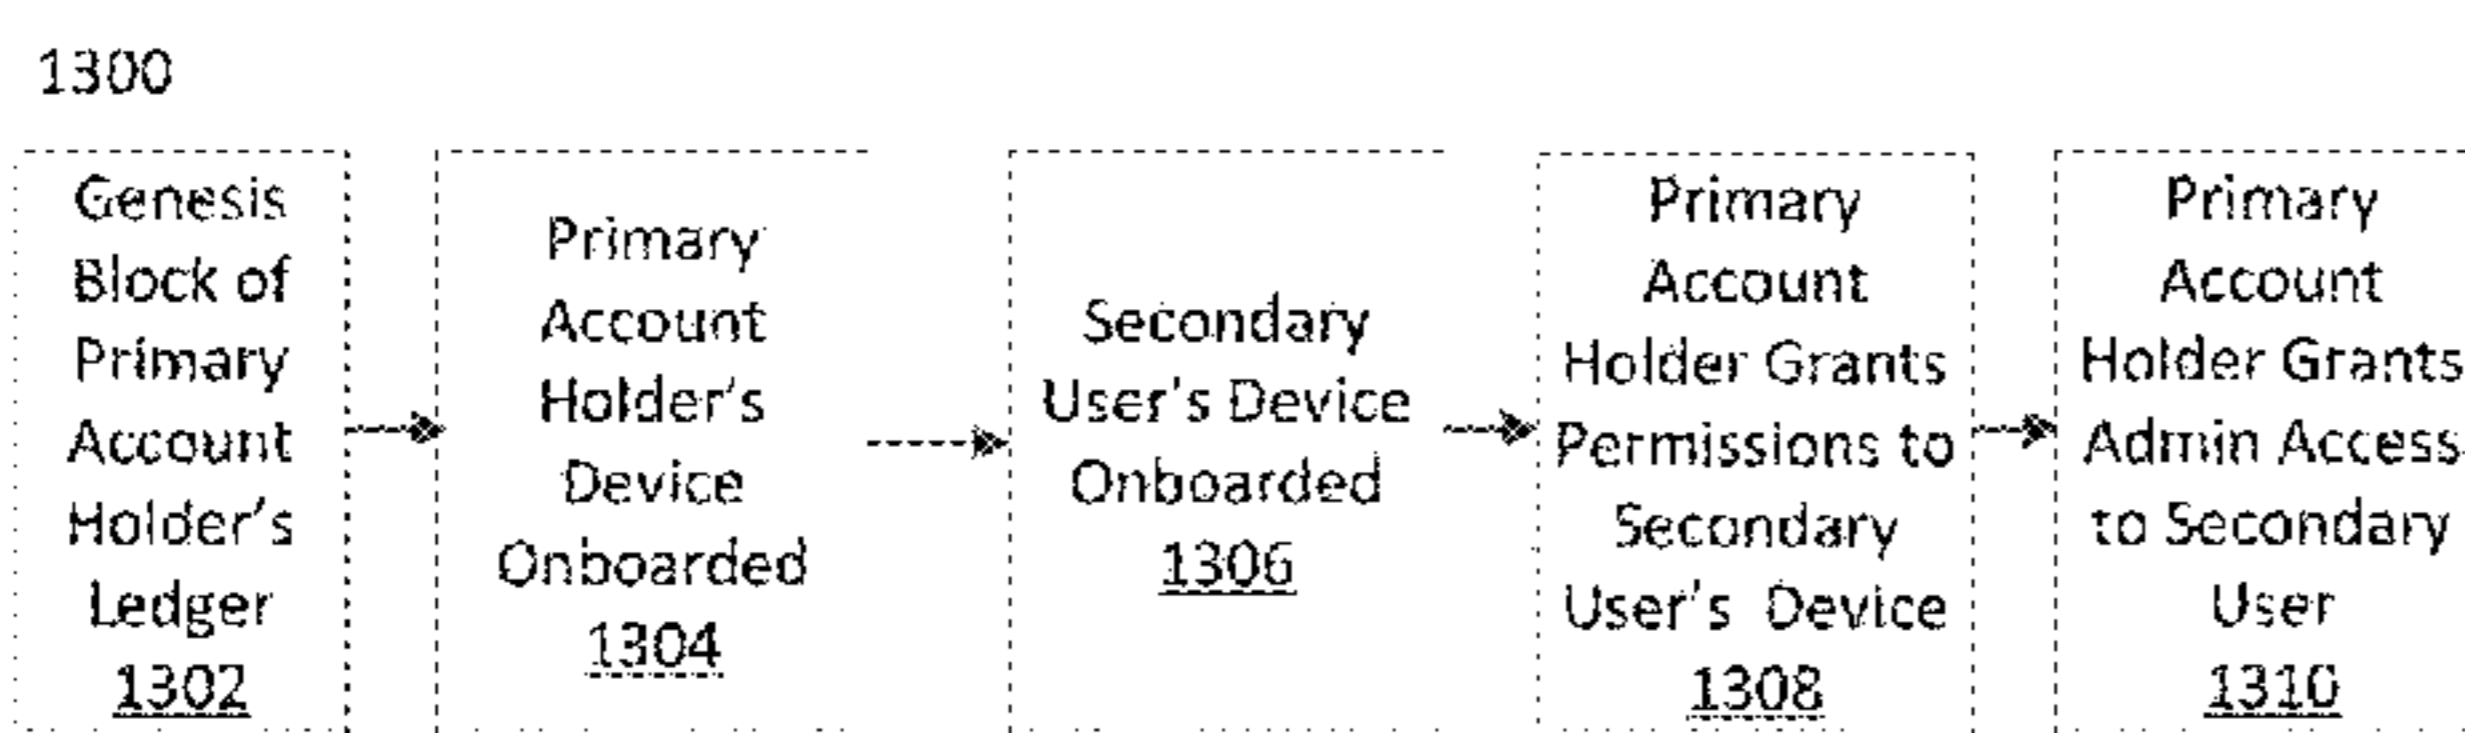 1300
Genesis
Block of
Primary
Account
Holder's
Ledger
1302
Primary
Account
Holder's
Device
Onboarded
1304
Secondary
User's Device
Onboarded
1306
Primary
Account
Holder Grants
Permissions to
Secondary
User's Device
1308
Primary
Account
Holder Grants
Admin Access
to Secondary
User
1310